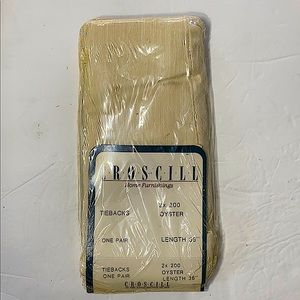 CROSCILL
Home Furnishings
TIEBACKS 2x 200 OYSTER
ONE PAIR LENGTH 36"
TIEBACKS 2x 200
ONE PAIR OYSTER
LENGTH 36"
CROSCILL